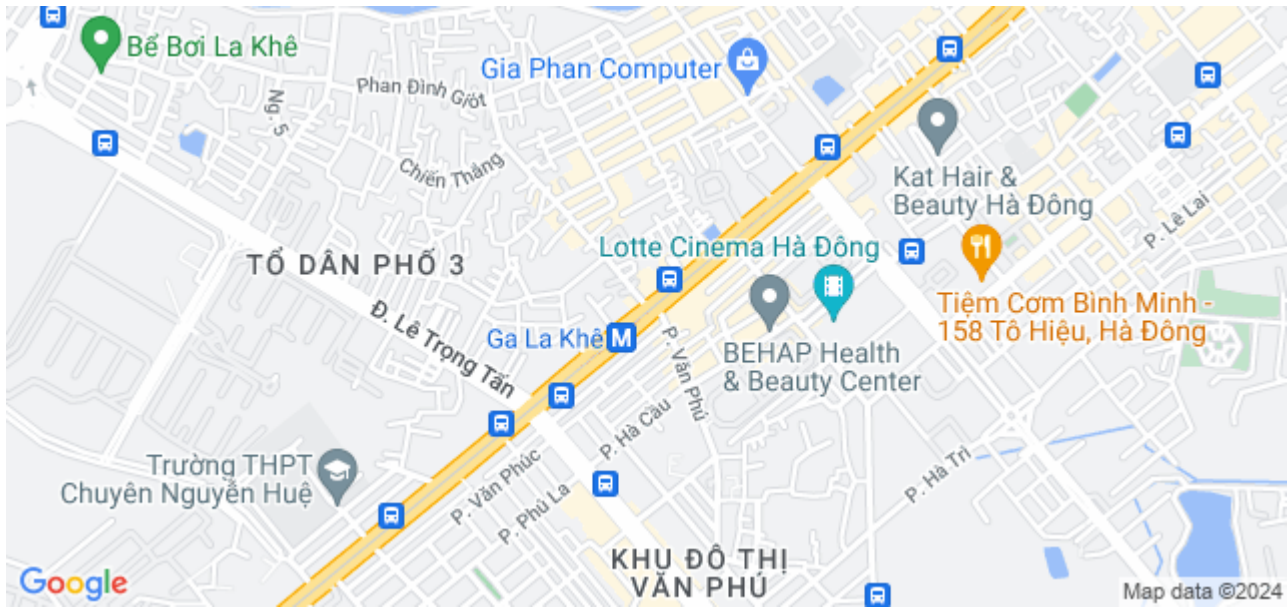 Bể Bơi La Khê
Phan Đình Giót
Gia Phan Computer
Ng. 5
Chiến Thắng
Kat Hair &
Beauty Hà Đông
P. Lê Lai
TỔ DÂN PHỐ 3
Lotte Cinema Hà Đông
Tiệm Cơm Bình Minh -
158 Tô Hiệu, Hà Đông
Đ. Lê Trọng Tấn
Ga La Khê
M
P. Văn Phú
BEHAP Health
& Beauty Center
P. Hà Cầu
Trường THPT
Chuyên Nguyễn Huệ
P. Văn Phúc
P. Phú La
P. Hà Trì
KHU ĐÔ THỊ
VĂN PHÚ
Google
Map data ©2024